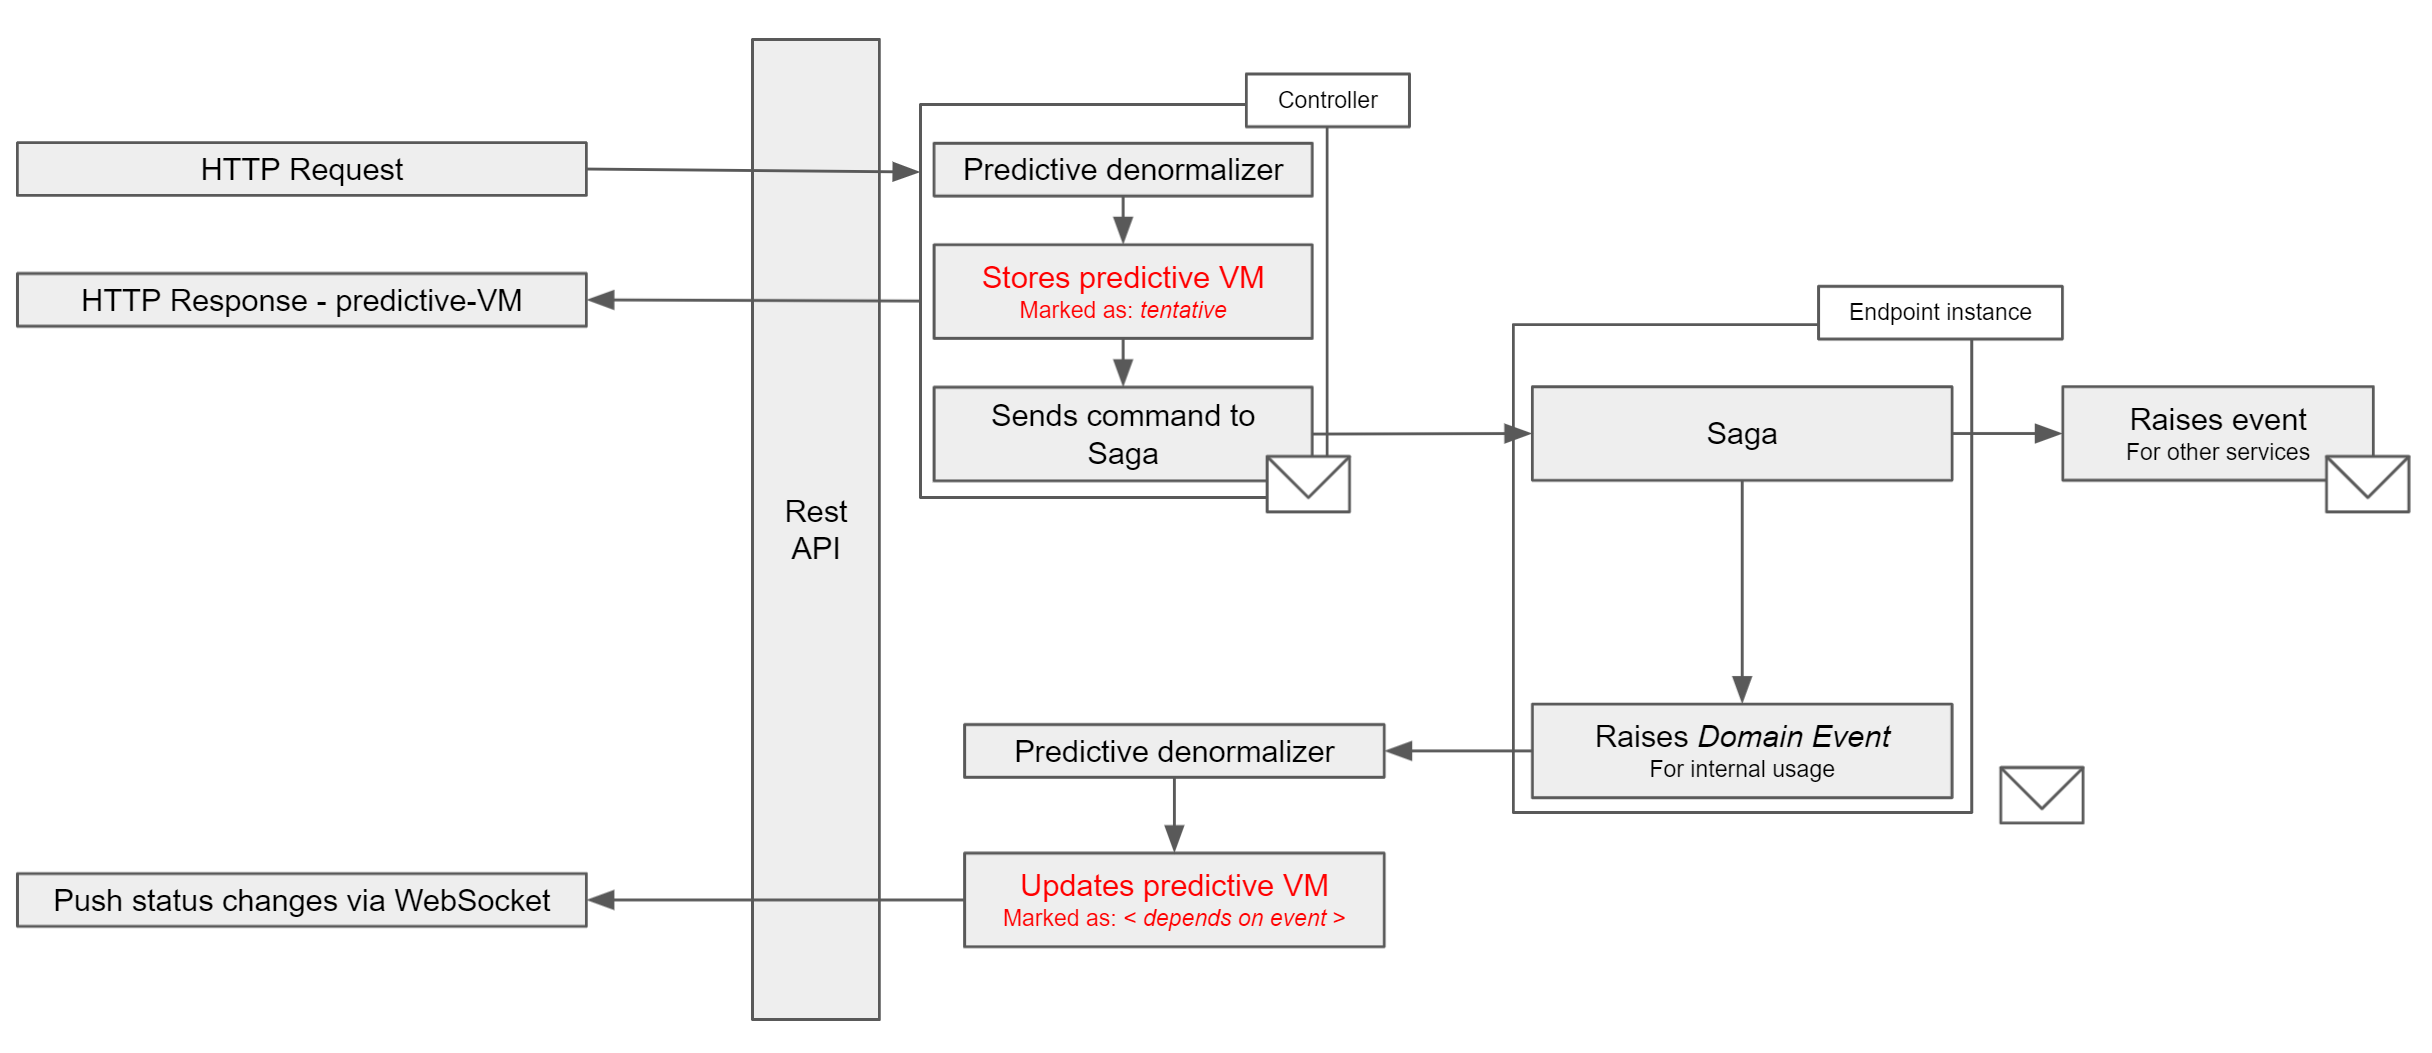 Controller
HTTP Request
Predictive denormalizer
Stores predictive VM
Marked as: tentative
HTTP Response - predictive-VM
Endpoint instance
Sends command to
Saga
Saga
Raises event
For other services
Rest
API
Raises Domain Event
For internal usage
Predictive denormalizer
Updates predictive VM
Marked as: < depends on event >
Push status changes via WebSocket